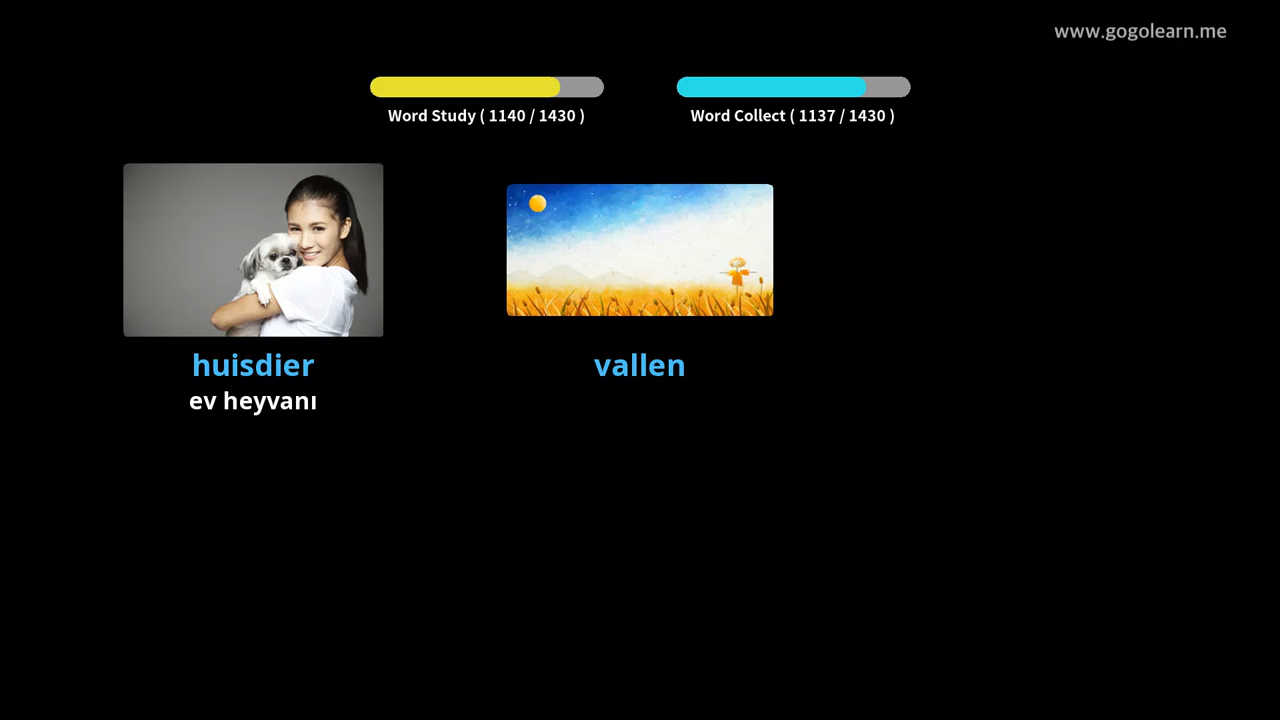 www.gogolearn.me
Word Study ( 1140 / 1430 )
Word Collect ( 1137 / 1430 )
huisdier
ev heyvanı
vallen